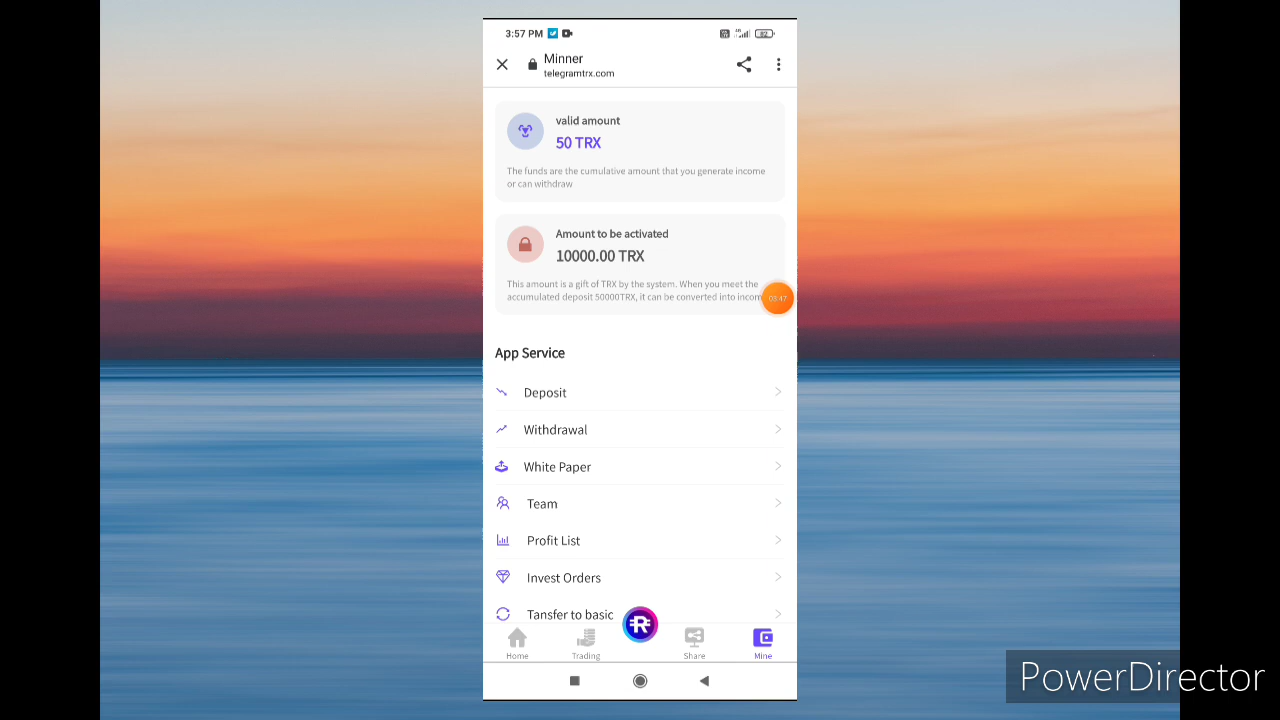 3:57 PM
82
Minner
telegramtrx.com
valid amount
50 TRX
The funds are the cumulative amount that you generate income
or can withdraw
Amount to be activated
10000.00 TRX
This amount is a gift of TRX by the system. When you meet the
accumulated deposit 50000TRX, it can be converted into
03:47
App Service
Deposit
Withdrawal
White Paper
Team
Profit List
Invest Orders
Tansfer to basic
Home
Trading
Share
Mine
PowerDirector